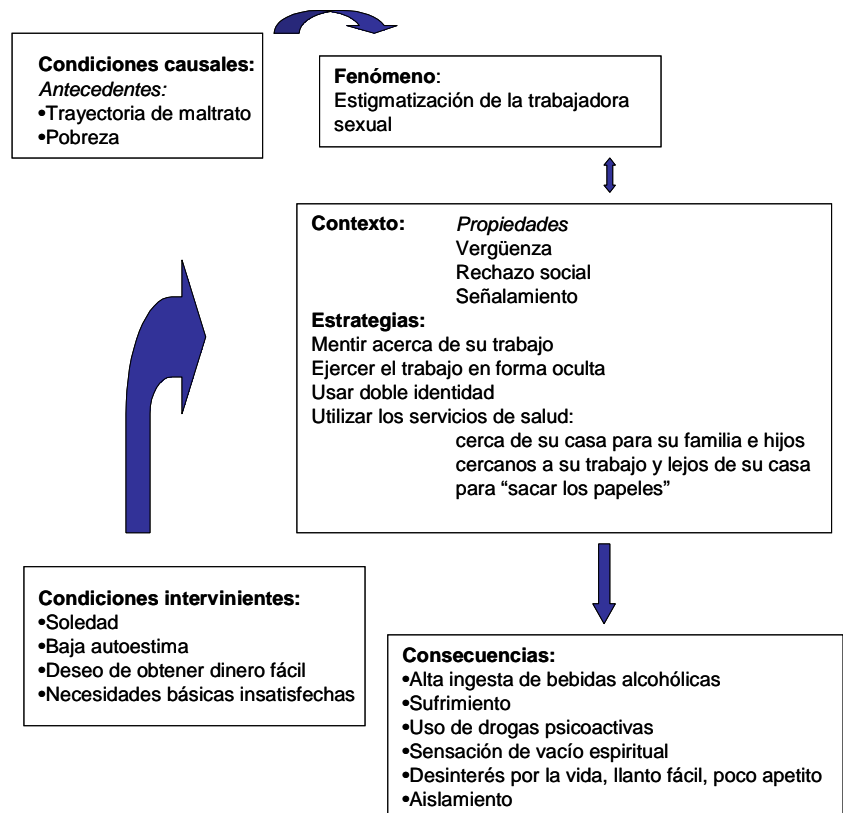 Condiciones causales:
Antecedentes:
•Trayectoria de maltrato
•Pobreza
Fenómeno:
Estigmatización de la trabajadora
sexual
Contexto: Propiedades
Vergüenza
Rechazo social
Señalamiento
Estrategias:
Mentir acerca de su trabajo
Ejercer el trabajo en forma oculta
Usar doble identidad
Utilizar los servicios de salud:
cerca de su casa para su familia e hijos
cercanos a su trabajo y lejos de su casa
para “sacar los papeles”
Condiciones intervinientes:
•Soledad
•Baja autoestima
•Deseo de obtener dinero fácil
•Necesidades básicas insatisfechas
Consecuencias:
•Alta ingesta de bebidas alcohólicas
•Sufrimiento
•Uso de drogas psicoactivas
•Sensación de vacío espiritual
•Desinterés por la vida, llanto fácil, poco apetito
•Aislamiento